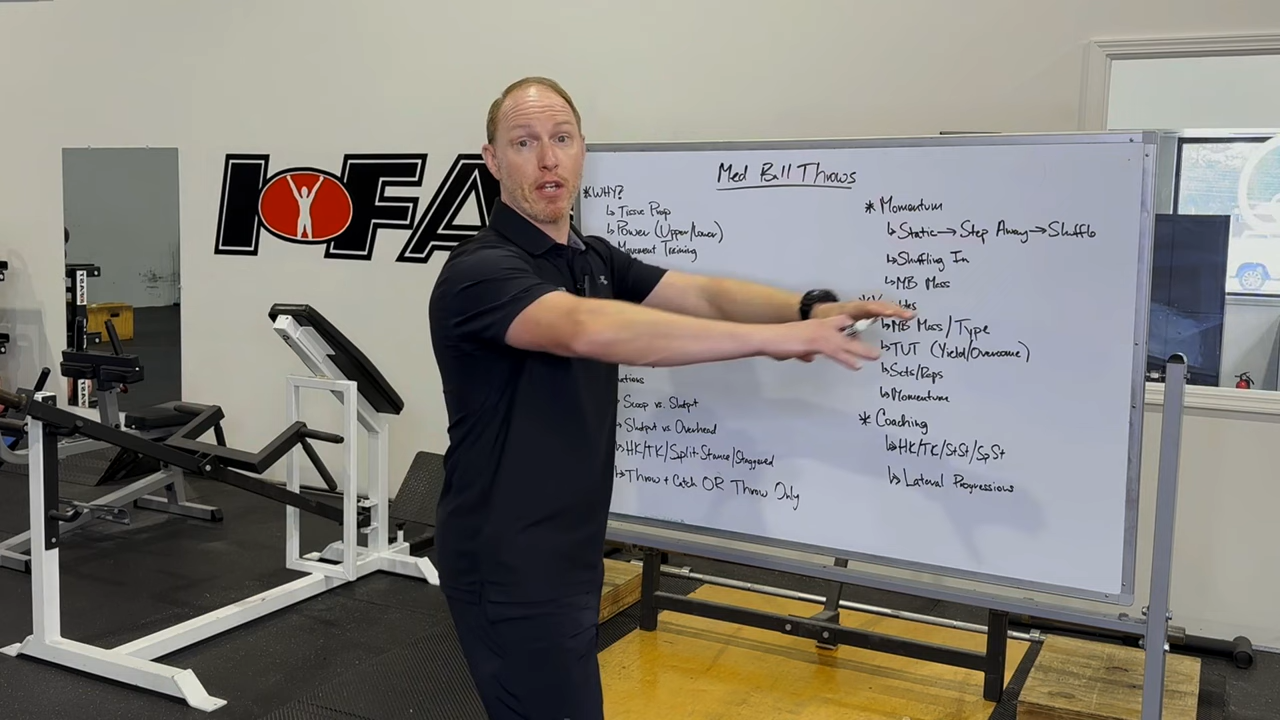 IFA
Med Ball Throws
* WHY?
↳ Tissue Prep
↳ Power (Upper/Lower)
Movement Training
Scoop vs. Shotput
Shotput vs Overhead
↳ HK/TK/Split-Stance/Staggered
↳ Throw + Catch OR Throw Only
* Momentum
↳ Static → Step Away → Shuffle
↳ Shuffling In
↳ MB Mass
↳ MB Mass/Type
↳ TUT (Yield/Overcome)
↳ Sets/Reps
↳ Momentum
* Coaching
↳ HK/TK/StSt/SpSt
↳ Lateral Progressions